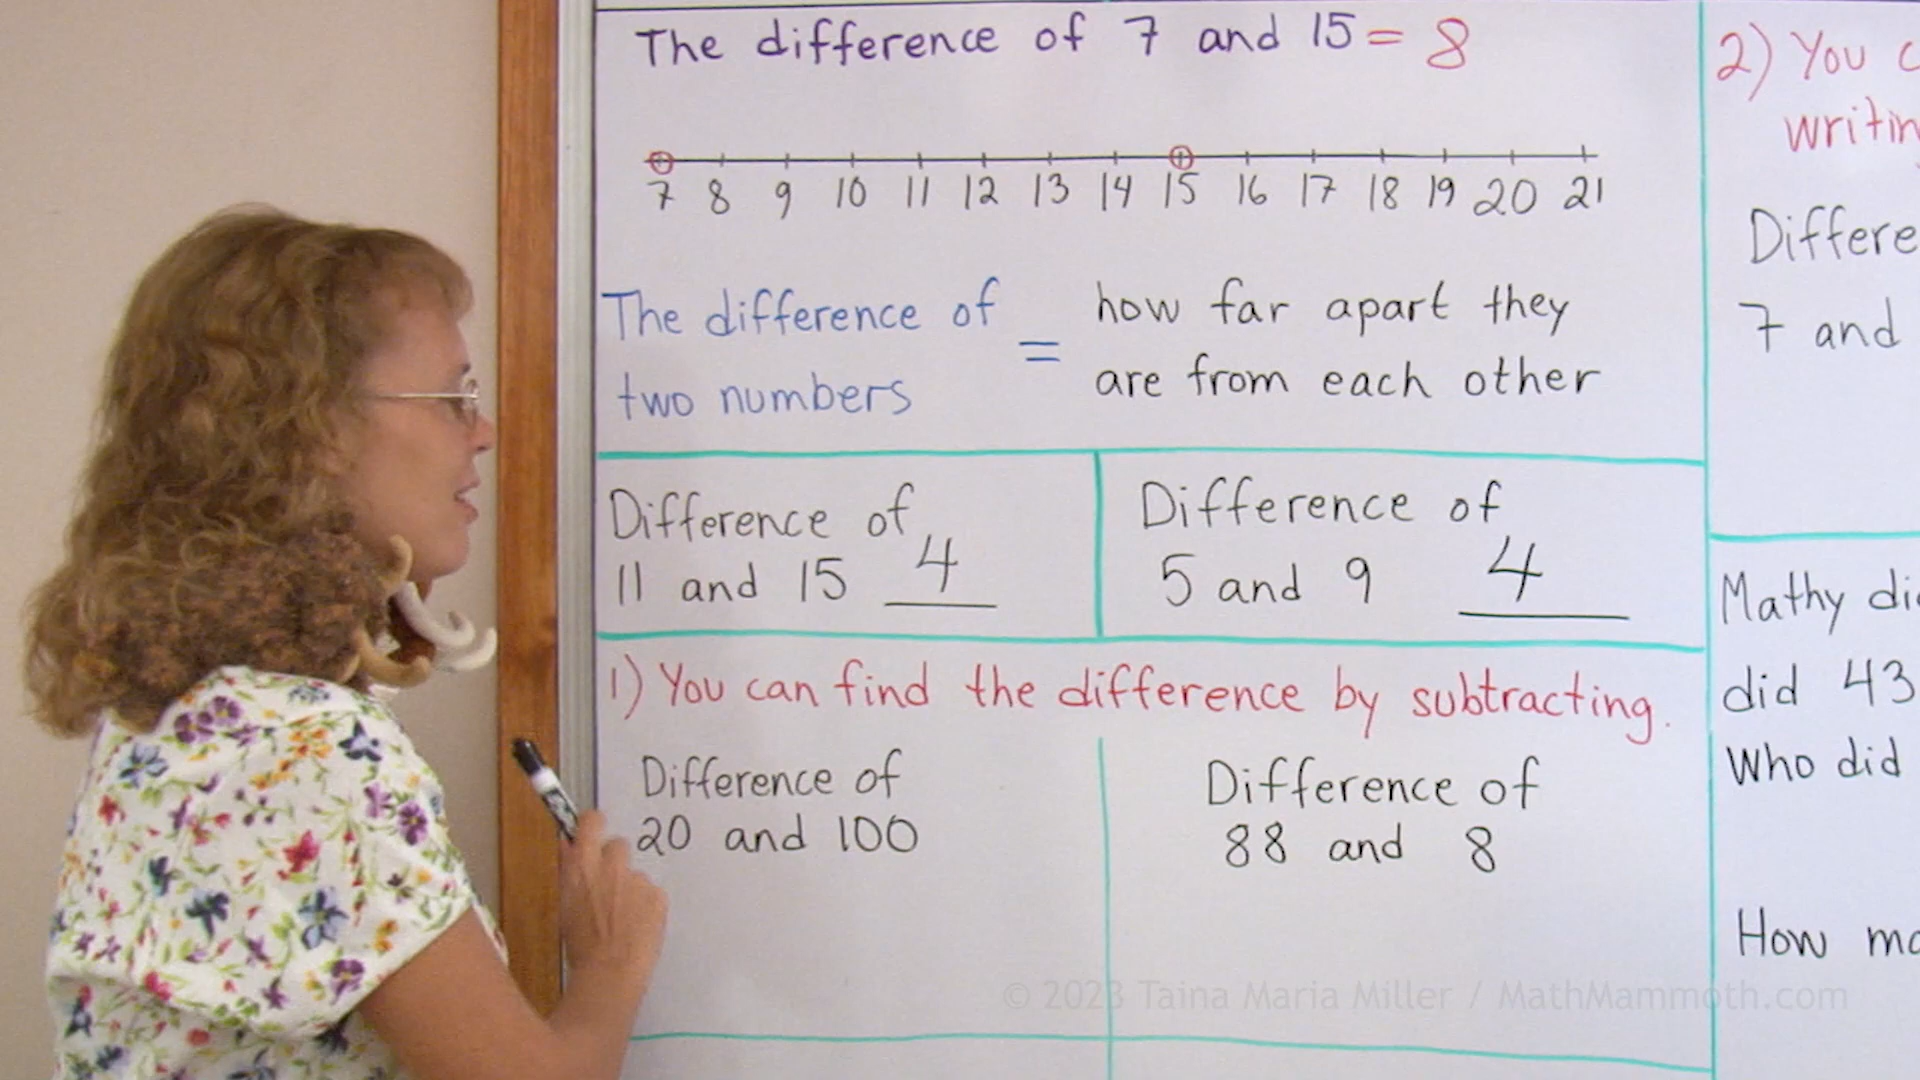 The difference of 7 and 15 = 8
7 8 9 10 11 12 13 14 15 16 17 18 19 20 21
The difference of
two numbers
=
how far apart they
are from each other
Difference of
11 and 15 4
Difference of
5 and 9 4
1) You can find the difference by subtracting.
Difference of
20 and 100
Difference of
88 and 8
2) You
7 and
Mathy
did 43
Who did
How
© 2023 Taina Maria Miller / MathMammoth.com